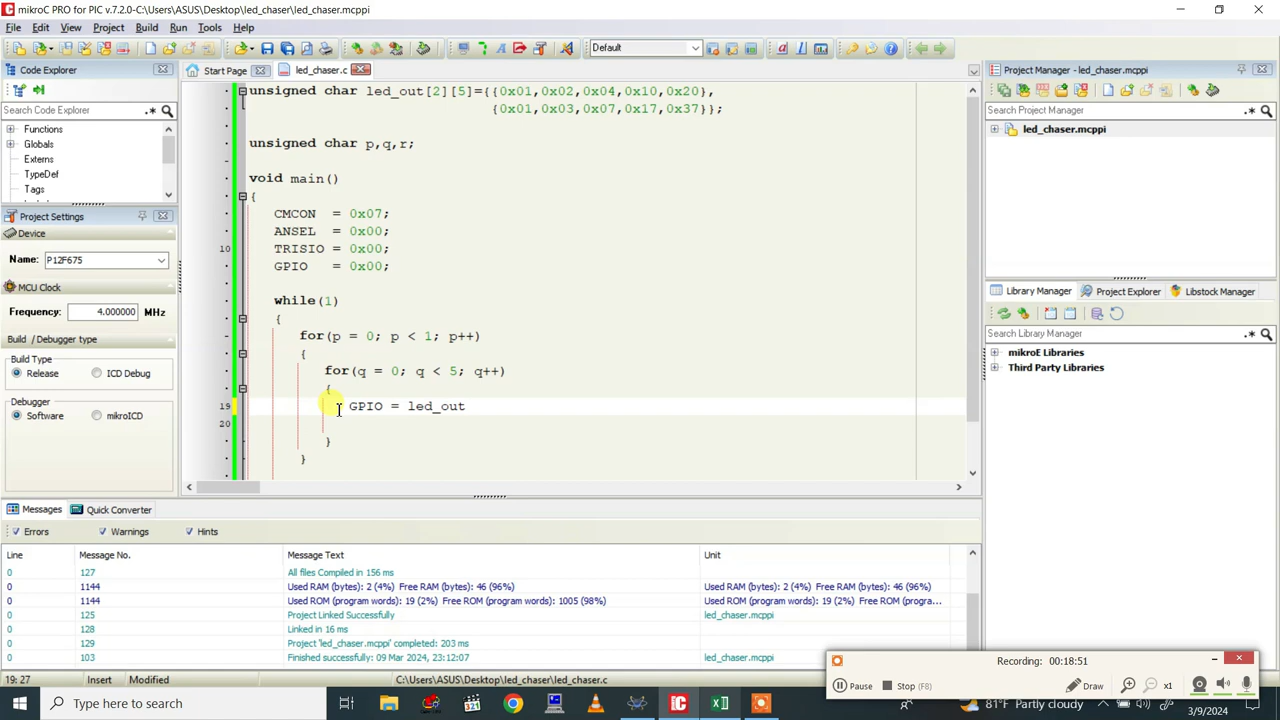 mikroC PRO for PIC v.7.2.0- C:\Users\ASUS\Desktop\led_chaser\led_chaser.mcppi
File Edit View Project Build Run Tools Help
Default
Code Explorer
Search Code Explorer
Functions
Globals
Externs
TypeDef
Tags
Project Settings
Device
Name: P12F675
MCU Clock
Frequency: 4.000000 MHz
Build / Debugger type
Build Type
Release ICD Debug
Debugger
Software mikroICD
Start Page led_chaser.c
unsigned char led_out[2][5]={{0x01,0x02,0x04,0x10,0x20},
{0x01,0x03,0x07,0x17,0x37}};
unsigned char p,q,r;
void main()
{
CMCON = 0x07;
ANSEL = 0x00;
10 TRISIO = 0x00;
GPIO = 0x00;
while(1)
{
for(p = 0; p < 1; p++)
{
for(q = 0; q < 5; q++)
{
19 GPIO = led_out
20
}
}
Project Manager - led_chaser.mcppi
Search Project Manager
led_chaser.mcppi
Library Manager Project Explorer Libstock Manager
Search Library Manager
mikroE Libraries
Third Party Libraries
Messages Quick Converter
Errors Warnings Hints
Line Message No. Message Text Unit
0 127 All files Compiled in 156 ms
0 1144 Used RAM (bytes): 2 (4%) Free RAM (bytes): 46 (96%) Used RAM (bytes): 2 (4%) Free RAM (bytes): 46 (96%)
0 1144 Used ROM (program words): 19 (2%) Free ROM (program words): 1005 (98%) Used ROM (program words): 19 (2%) Free ROM (progra...
0 125 Project Linked Successfully led_chaser.mcppi
0 128 Linked in 16 ms
0 129 Project 'led_chaser.mcppi' completed: 203 ms
0 103 Finished successfully: 09 Mar 2024, 23:12:07 led_chaser.mcppi
19: 27 Insert Modified C:\Users\ASUS\Desktop\led_chaser\led_chaser.c
Recording: 00:18:51
Pause Stop (F8) Draw x1
Type here to search
81°F Partly cloudy
3/9/2024